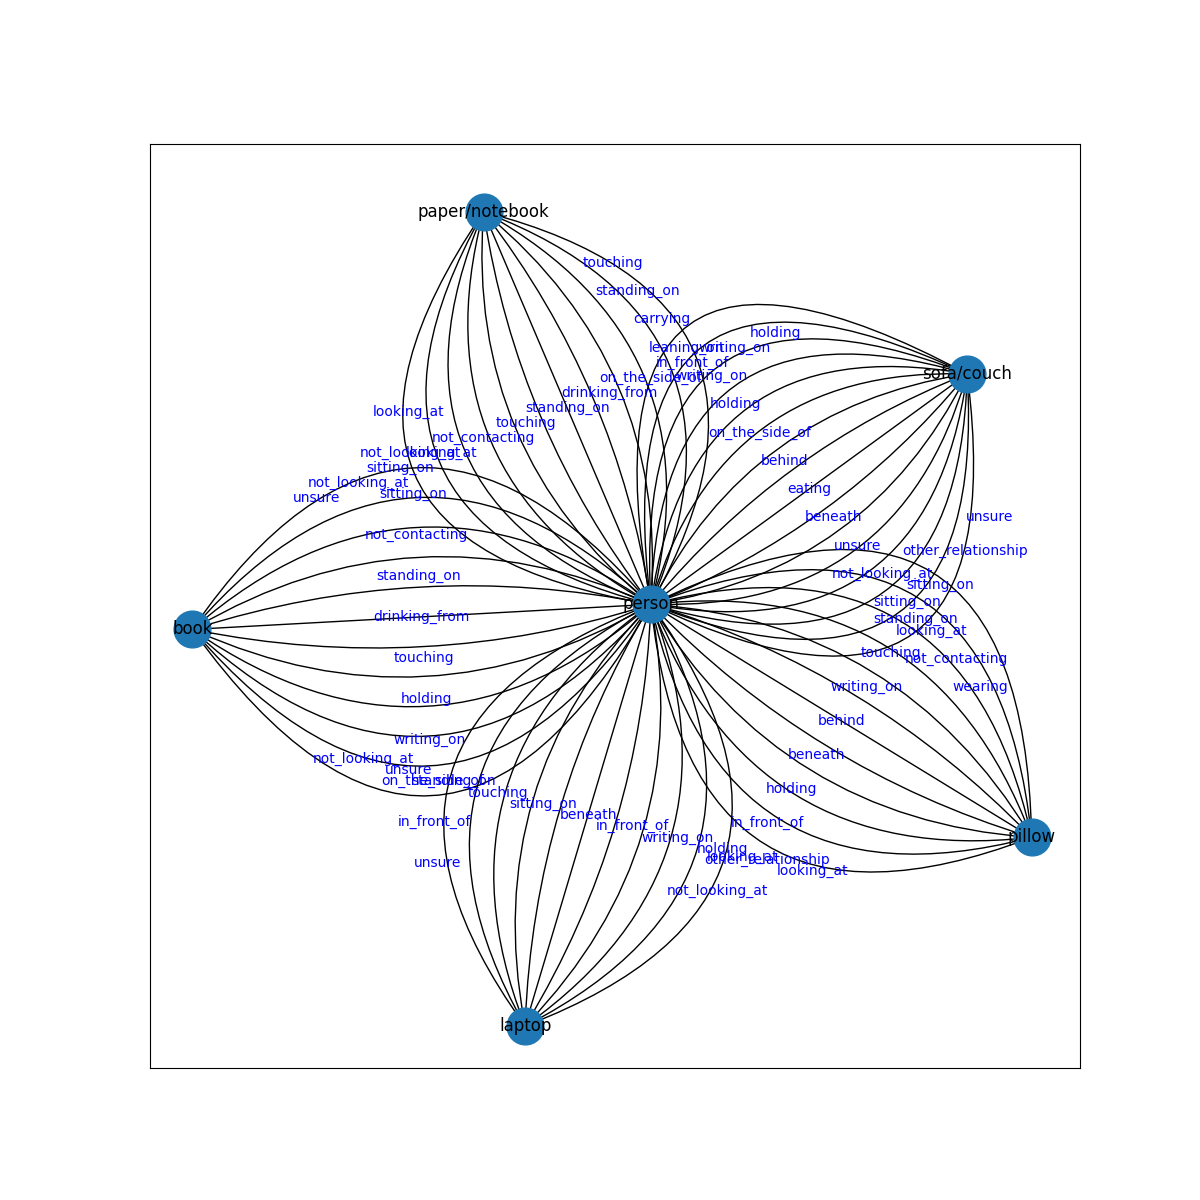 paper/notebook
touching
standing_on
carrying
holding
leaning_on
writing_on
in_front_of
sofa/couch
on_the_side_of
writing_on
drinking_from
holding
standing_on
looking_at
touching
on_the_side_of
not_contacting
not_looking_at
looking_at
behind
sitting_on
not_looking_at
eating
sitting_on
unsure
beneath
unsure
not_contacting
unsure
other_relationship
standing_on
not_looking_at
sitting_on
person
sitting_on
drinking_from
standing_on
book
looking_at
touching
touching
not_contacting
holding
writing_on
wearing
behind
writing_on
not_looking_at
beneath
unsure
on_the_side_of
standing_on
touching
holding
sitting_on
beneath
in_front_of
in_front_of
in_front_of
writing_on
pillow
holding
looking_at
other_relationship
unsure
looking_at
not_looking_at
laptop